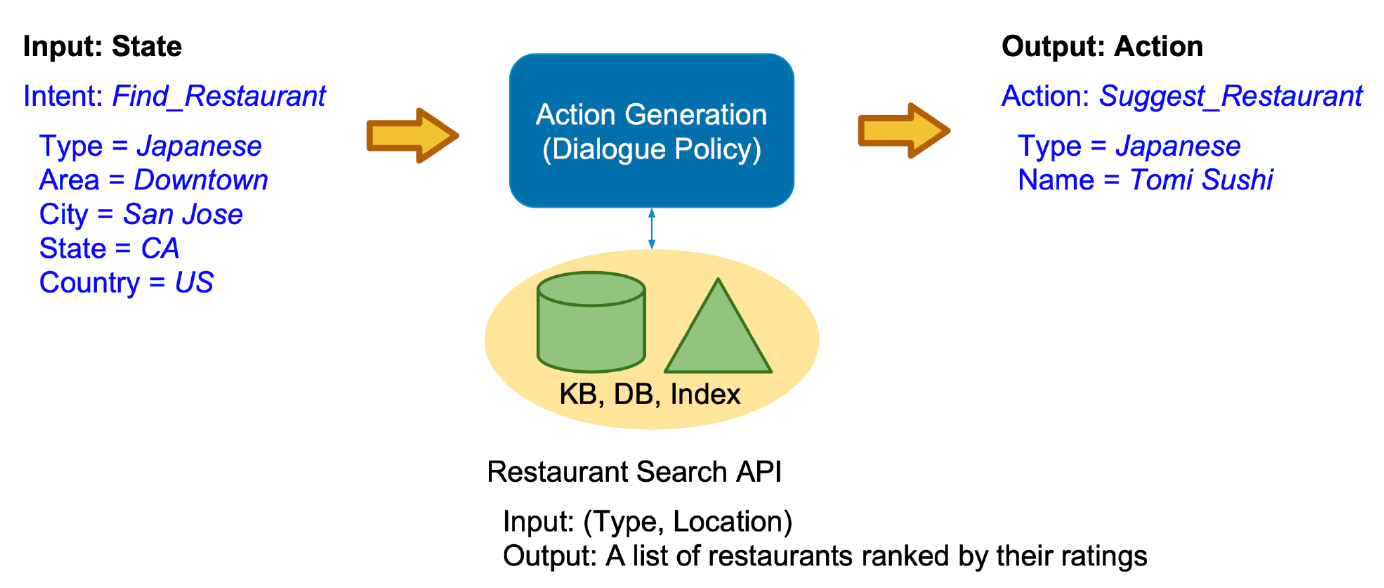 Input: State
Intent: Find_Restaurant
Type = Japanese
Area = Downtown
City = San Jose
State = CA
Country = US
Action Generation
(Dialogue Policy)
KB, DB, Index
Restaurant Search API
Input: (Type, Location)
Output: A list of restaurants ranked by their ratings
Output: Action
Action: Suggest_Restaurant
Type = Japanese
Name = Tomi Sushi